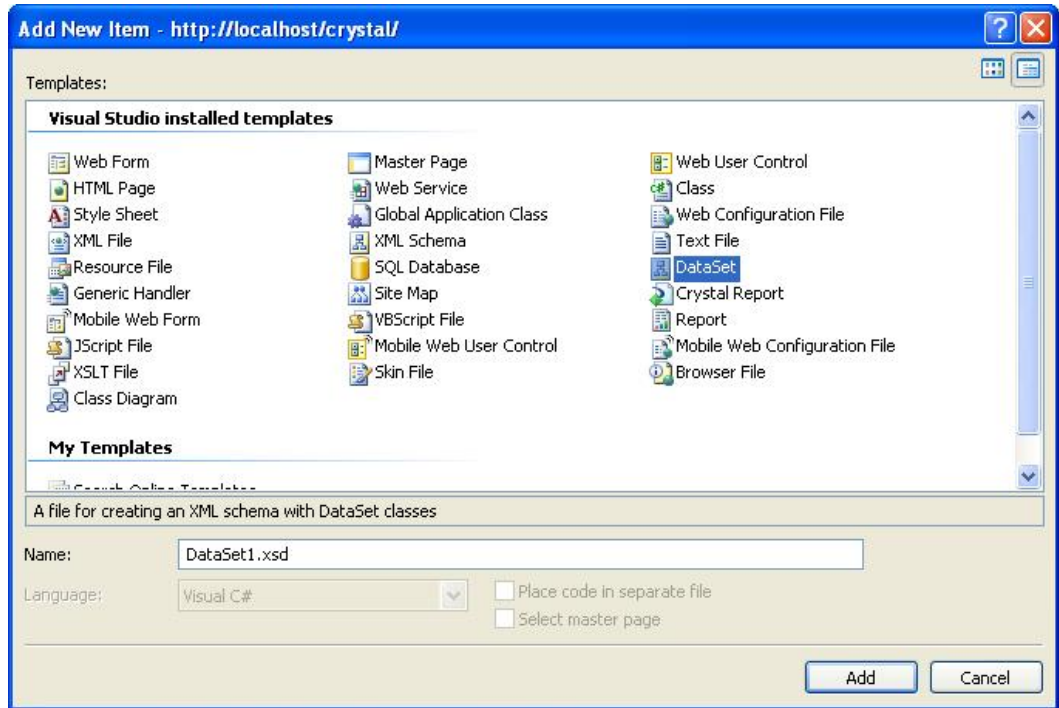 Add New Item - http://localhost/crystal/
Templates:
Visual Studio installed templates
Web Form Master Page Web User Control
HTML Page Web Service Class
Style Sheet Global Application Class Web Configuration File
XML File XML Schema Text File
Resource File SQL Database DataSet
Generic Handler Site Map Crystal Report
Mobile Web Form VBScript File Report
JScript File Mobile Web User Control Mobile Web Configuration File
XSLT File Skin File Browser File
Class Diagram
My Templates
Search Online Templates
A file for creating an XML schema with DataSet classes
Name: DataSet1.xsd
Language: Visual C# Place code in separate file
Select master page
Add Cancel